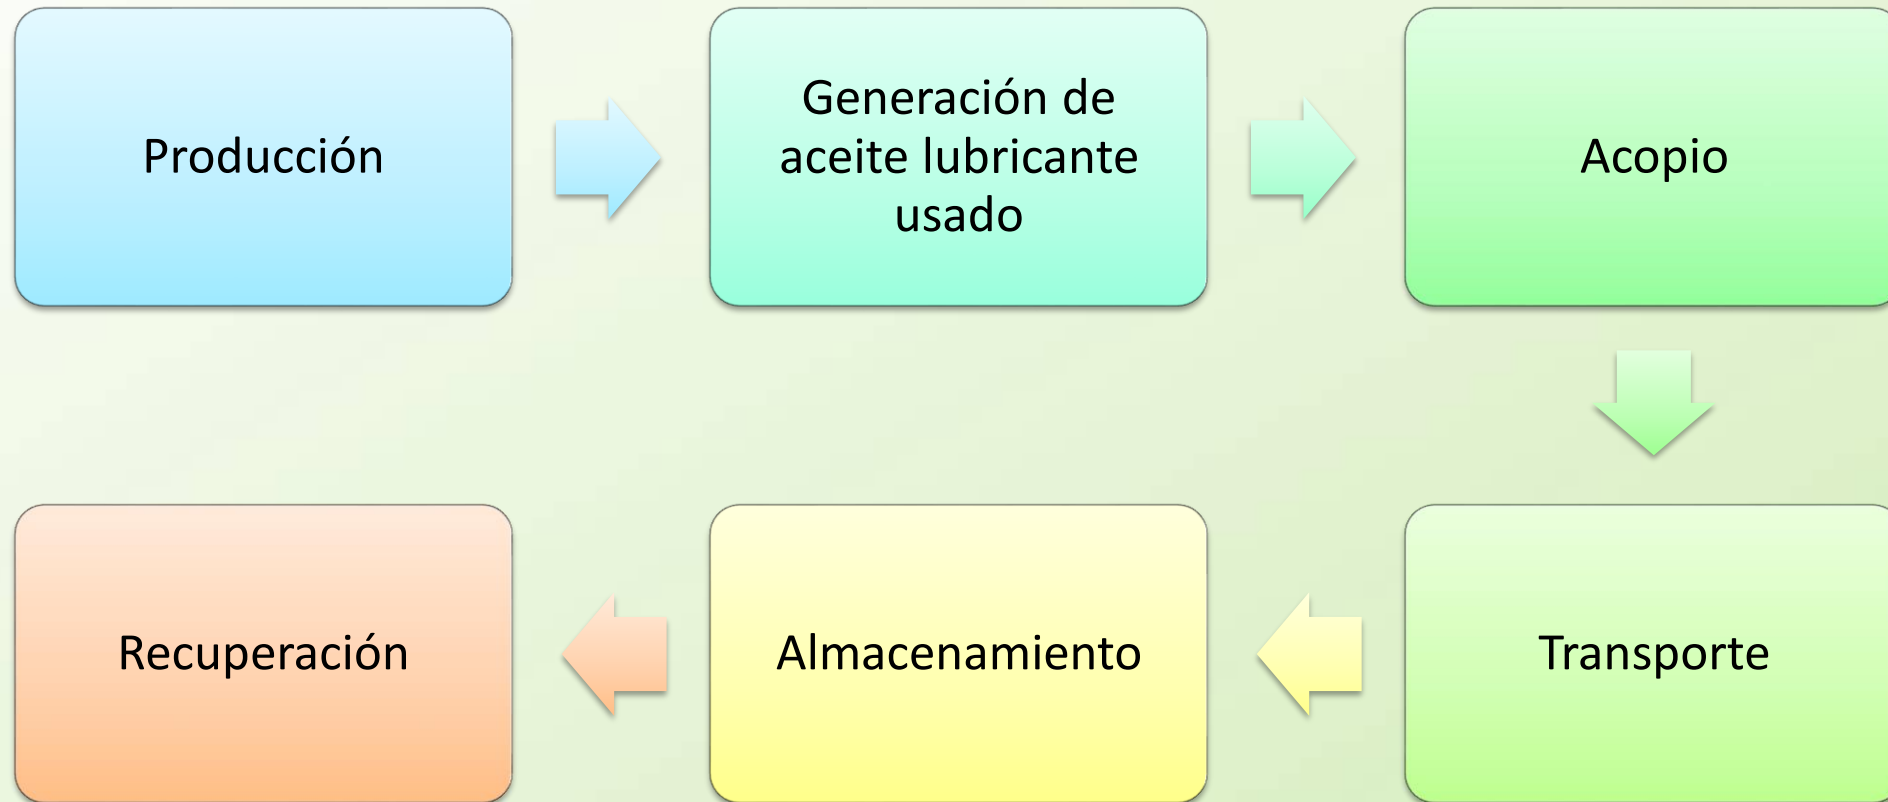 Producción
Generación de
aceite lubricante
usado
Acopio
Recuperación
Almacenamiento
Transporte